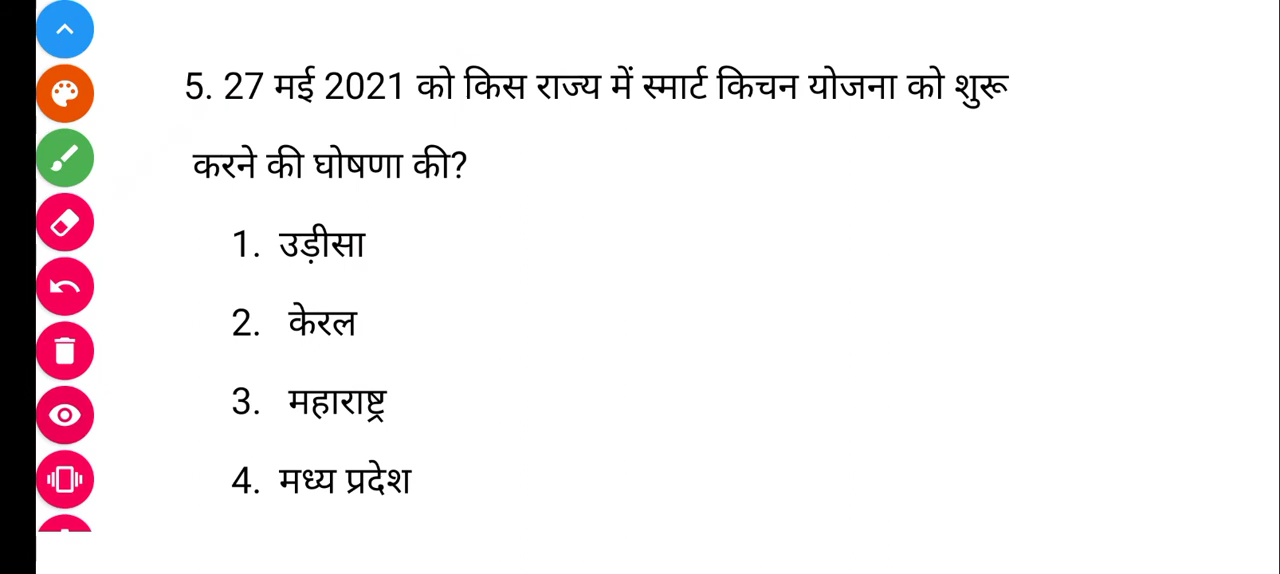 5. 27 मई 2021 को किस राज्य में स्मार्ट किचन योजना को शुरू
करने की घोषणा की?
1. उड़ीसा
2. केरल
3. महाराष्ट्र
4. मध्य प्रदेश